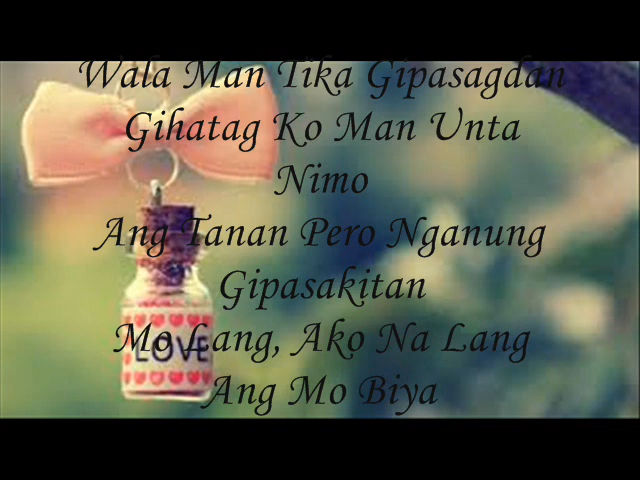 Wala Man Tika Gipasagdan
Gihatag Ko Man Unta
Nimo
Ang Tanan Pero Nganung
Gipasakitan
Mo Lang, Ako Na Lang
Ang Mo Biya
LOVE